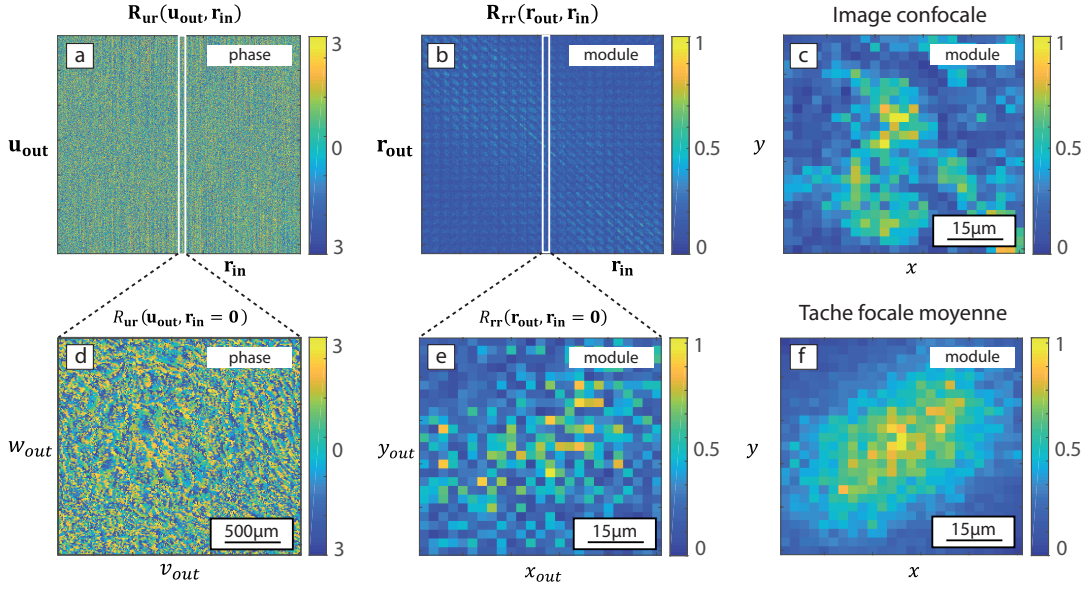 R_ur(u_out, r_in)
a
phase
3
0
3
u_out
r_in
R_rr(r_out, r_in)
b
module
1
0.5
0
r_out
r_in
Image confocale
c
module
1
0.5
0
y
15µm
x
R_ur(u_out, r_in = 0)
d
phase
3
0
3
w_out
500µm
v_out
R_rr(r_out, r_in = 0)
e
module
1
0.5
0
y_out
15µm
x_out
Tache focale moyenne
f
module
1
0.5
0
y
15µm
x